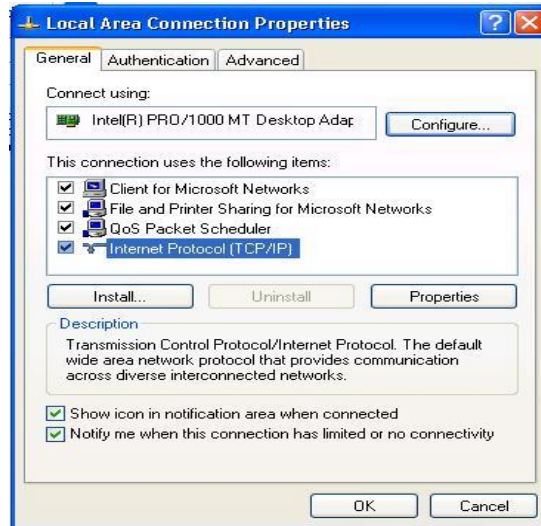 Local Area Connection Properties
General Authentication Advanced
Connect using:
Intel(R) PRO/1000 MT Desktop Adap
Configure...
This connection uses the following items:
Client for Microsoft Networks
File and Printer Sharing for Microsoft Networks
QoS Packet Scheduler
Internet Protocol (TCP/IP)
Install... Uninstall Properties
Description
Transmission Control Protocol/Internet Protocol. The default
wide area network protocol that provides communication
across diverse interconnected networks.
Show icon in notification area when connected
Notify me when this connection has limited or no connectivity
OK Cancel